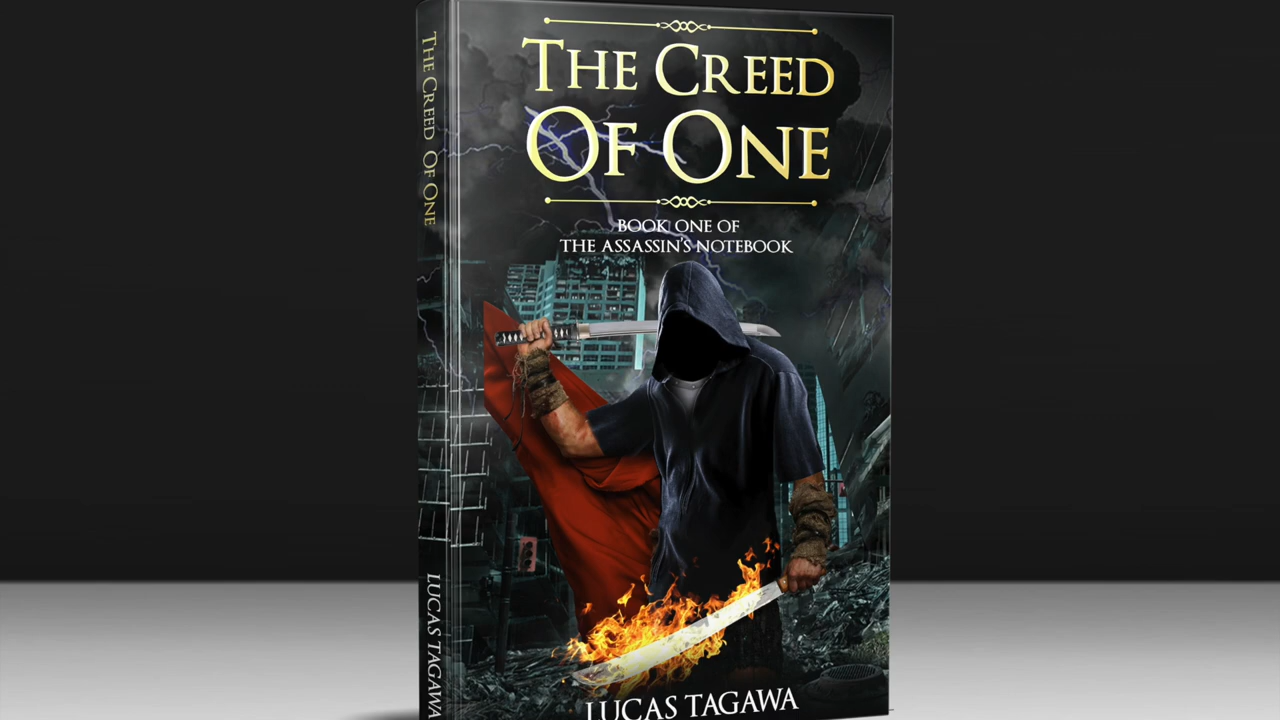 THE CREED OF ONE
LUCAS TAGAWA
THE CREED
OF ONE
BOOK ONE OF
THE ASSASSIN'S NOTEBOOK
LUCAS TAGAWA